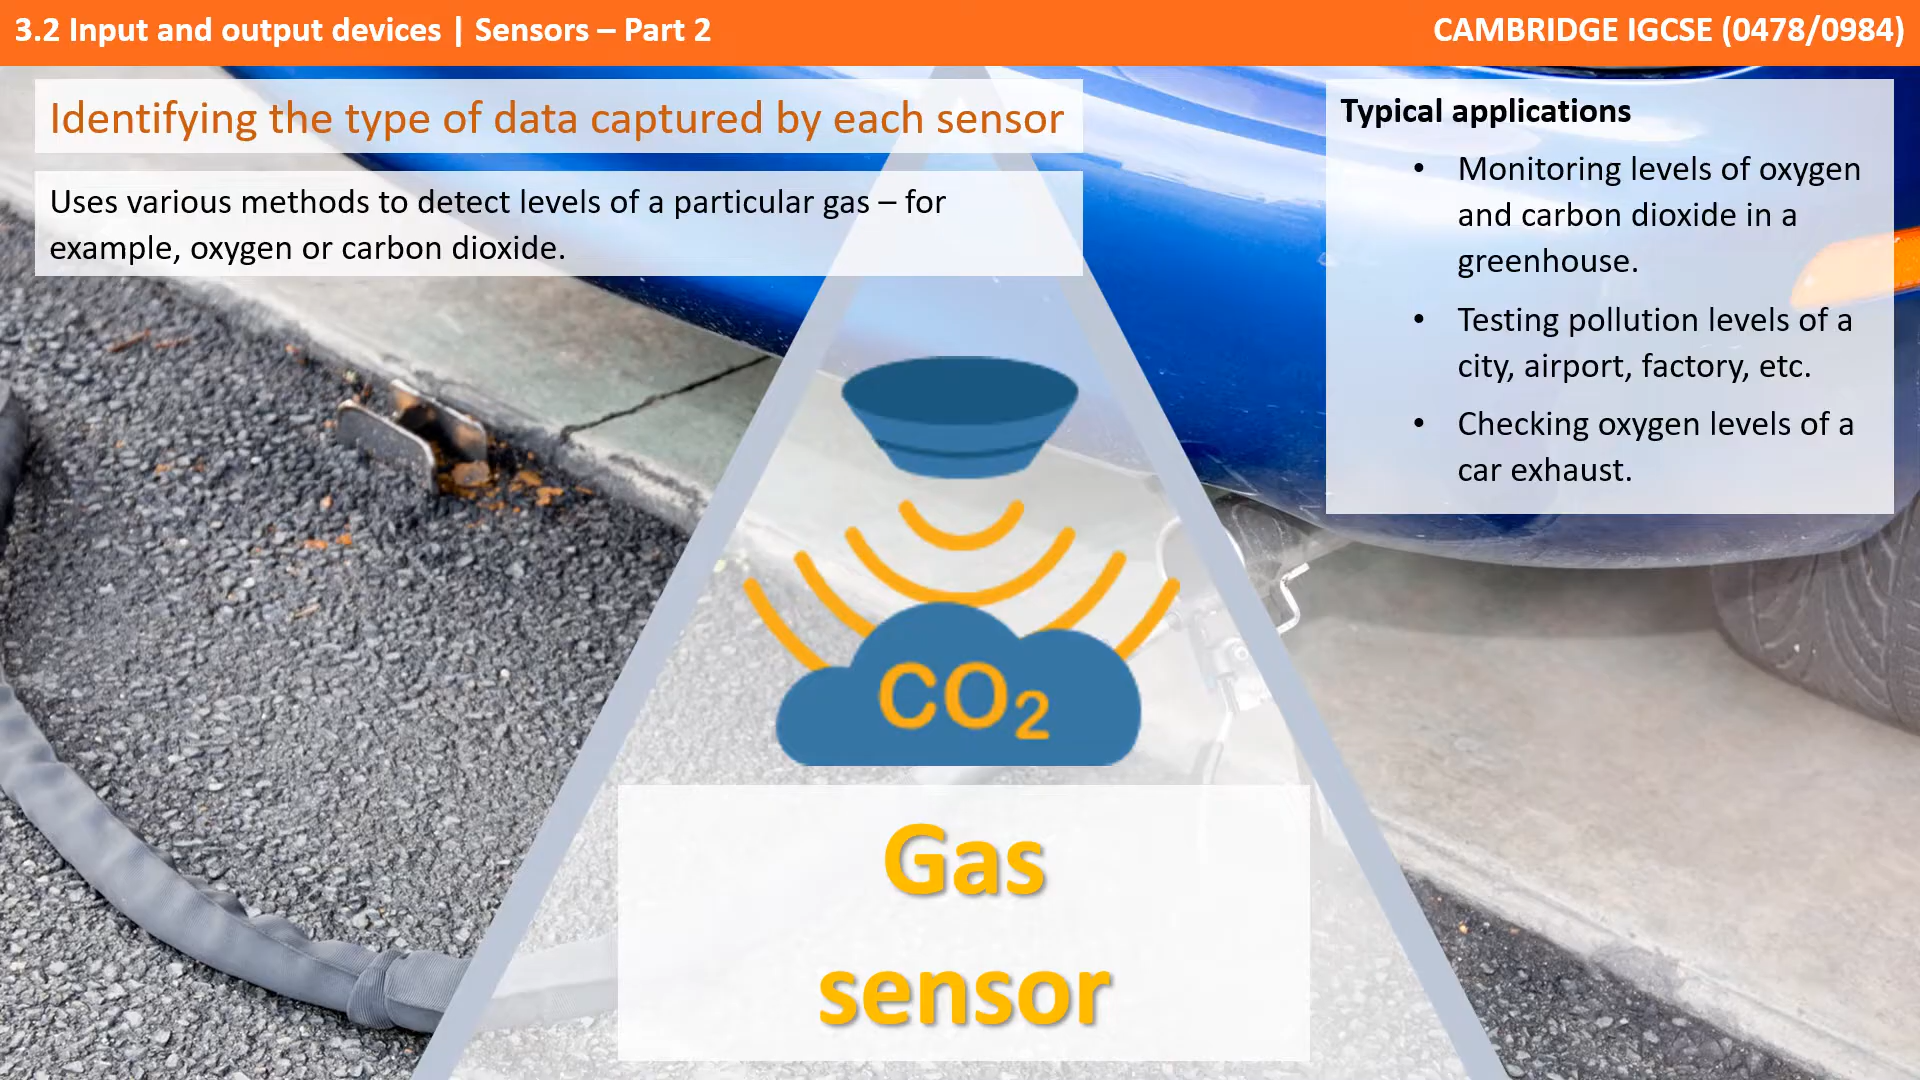 3.2 Input and output devices | Sensors – Part 2
CAMBRIDGE IGCSE (0478/0984)
Identifying the type of data captured by each sensor
Uses various methods to detect levels of a particular gas – for
example, oxygen or carbon dioxide.
Typical applications
• Monitoring levels of oxygen
and carbon dioxide in a
greenhouse.
• Testing pollution levels of a
city, airport, factory, etc.
• Checking oxygen levels of a
car exhaust.
CO₂
Gas
sensor